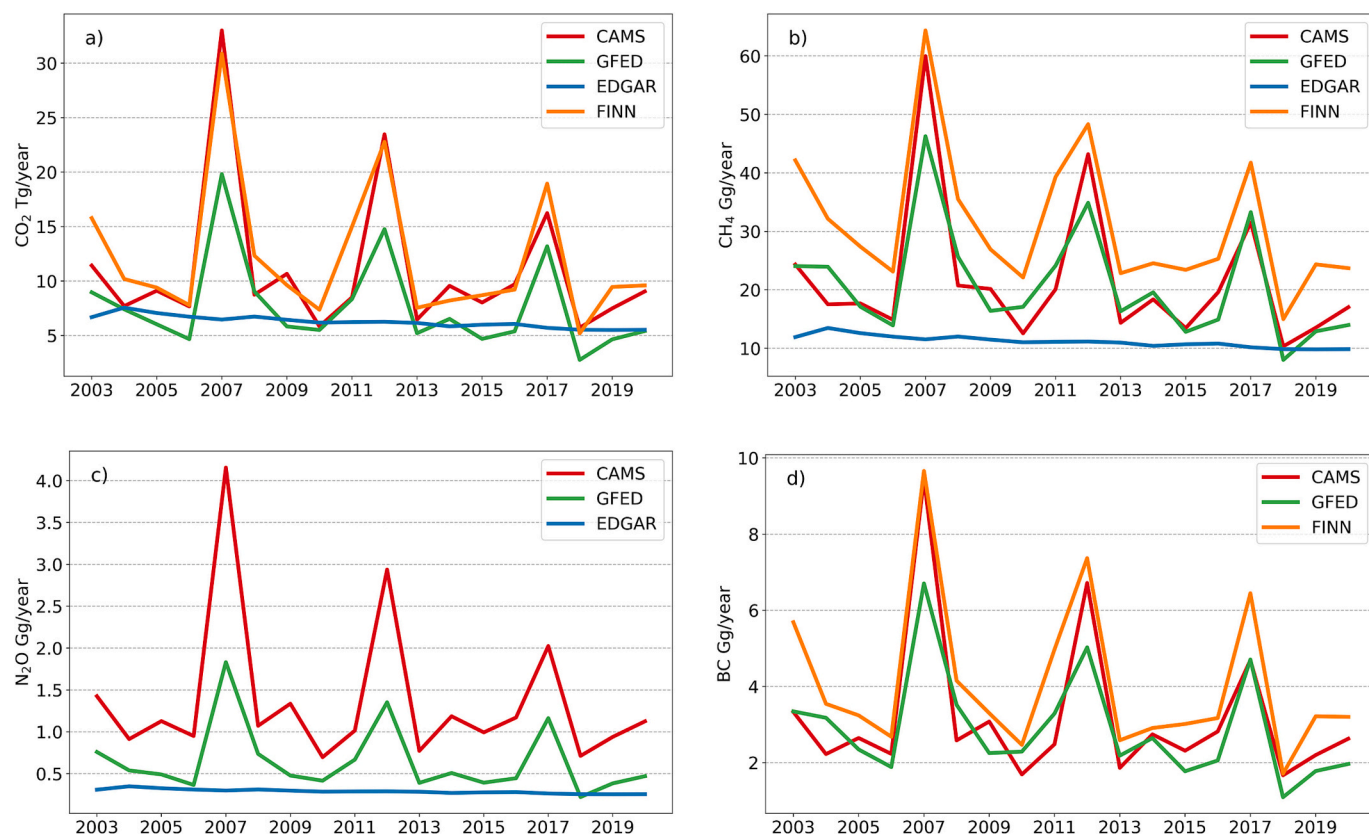 a)
CAMS
GFED
EDGAR
FINN
CO₂ Tg/year
30
25
20
15
10
5
2003 2005 2007 2009 2011 2013 2015 2017 2019
b)
CAMS
GFED
EDGAR
FINN
CH₄ Gg/year
60
50
40
30
20
10
2003 2005 2007 2009 2011 2013 2015 2017 2019
c)
CAMS
GFED
EDGAR
N₂O Gg/year
4.0
3.5
3.0
2.5
2.0
1.5
1.0
0.5
2003 2005 2007 2009 2011 2013 2015 2017 2019
d)
CAMS
GFED
FINN
BC Gg/year
10
8
6
4
2
2003 2005 2007 2009 2011 2013 2015 2017 2019